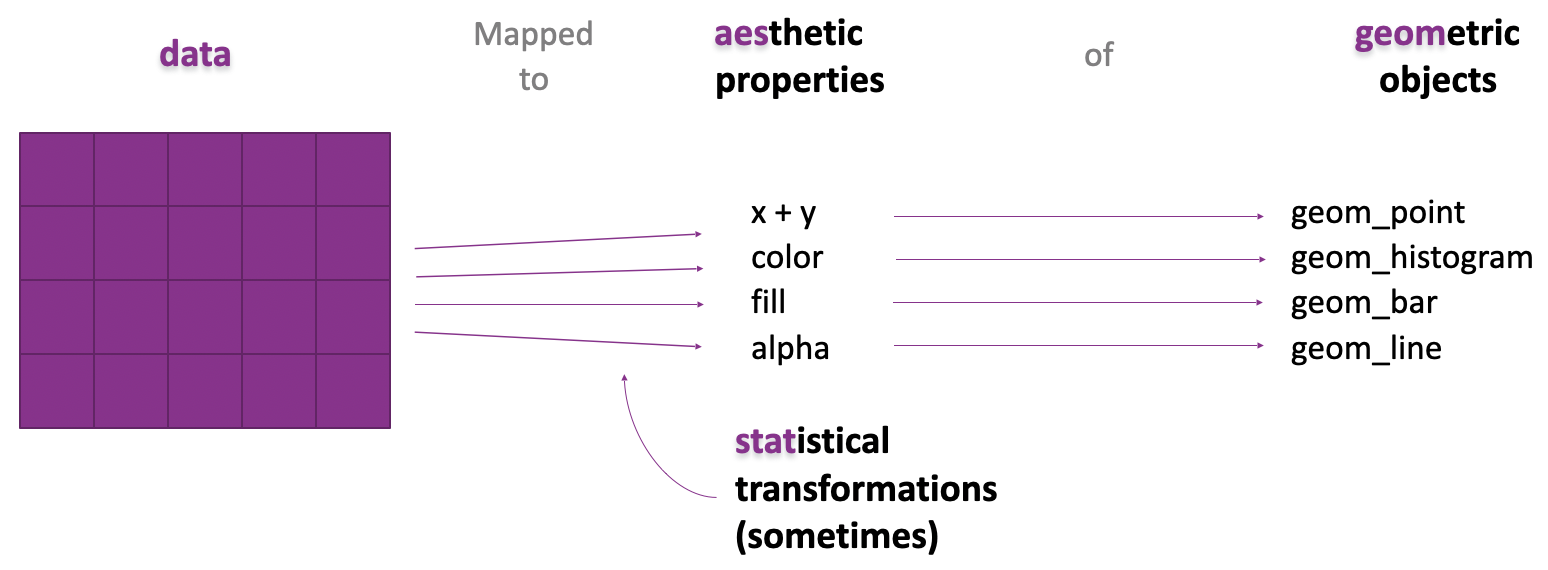 data
Mapped
to
aesthetic
properties
of
geometric
objects
x + y
color
fill
alpha
geom_point
geom_histogram
geom_bar
geom_line
statistical
transformations
(sometimes)